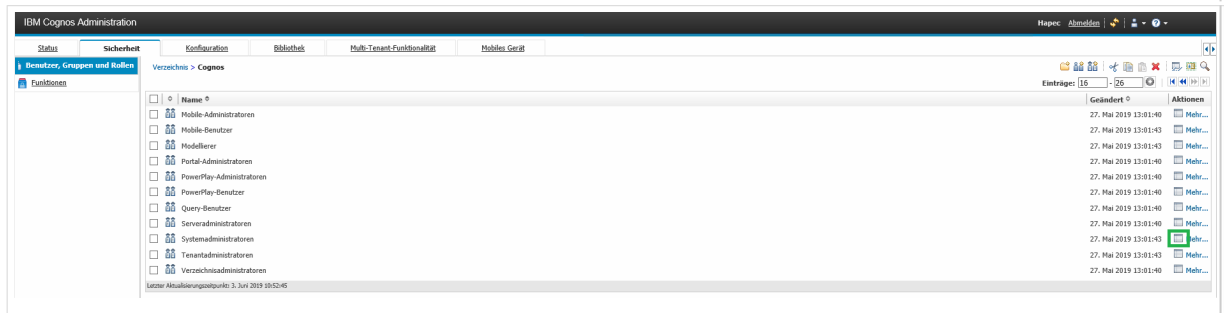 IBM Cognos Administration
Hapec Abmelden
Status Sicherheit Konfiguration Bibliothek Multi-Tenant-Funktionalität Mobiles Gerät
Benutzer, Gruppen und Rollen
Verzeichnis > Cognos
Funktionen
Einträge: 16 - 26
Name Geändert Aktionen
Mobile-Administratoren 27. Mai 2019 13:01:40 Mehr...
Mobile-Benutzer 27. Mai 2019 13:01:43 Mehr...
Modellierer 27. Mai 2019 13:01:43 Mehr...
Portal-Administratoren 27. Mai 2019 13:01:40 Mehr...
PowerPlay-Administratoren 27. Mai 2019 13:01:40 Mehr...
PowerPlay-Benutzer 27. Mai 2019 13:01:40 Mehr...
Query-Benutzer 27. Mai 2019 13:01:40 Mehr...
Serveradministratoren 27. Mai 2019 13:01:40 Mehr...
Systemadministratoren 27. Mai 2019 13:01:43 Mehr...
Tenantadministratoren 27. Mai 2019 13:01:43 Mehr...
Verzeichnisadministratoren 27. Mai 2019 13:01:40 Mehr...
Letzter Aktualisierungszeitpunkt: 3. Juni 2019 10:52:45